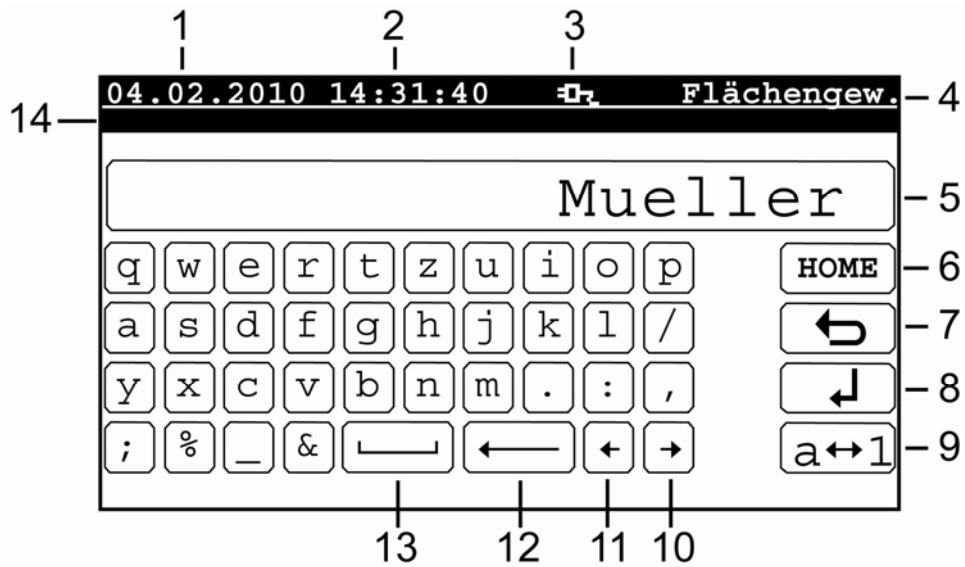 1 2 3
04.02.2010 14:31:40 Flächengew. 4
14
Mueller 5
q w e r t z u i o p HOME 6
a s d f g h j k l / 7
y x c v b n m . : , 8
; % _ & ← ← → a↔1 9
13 12 11 10